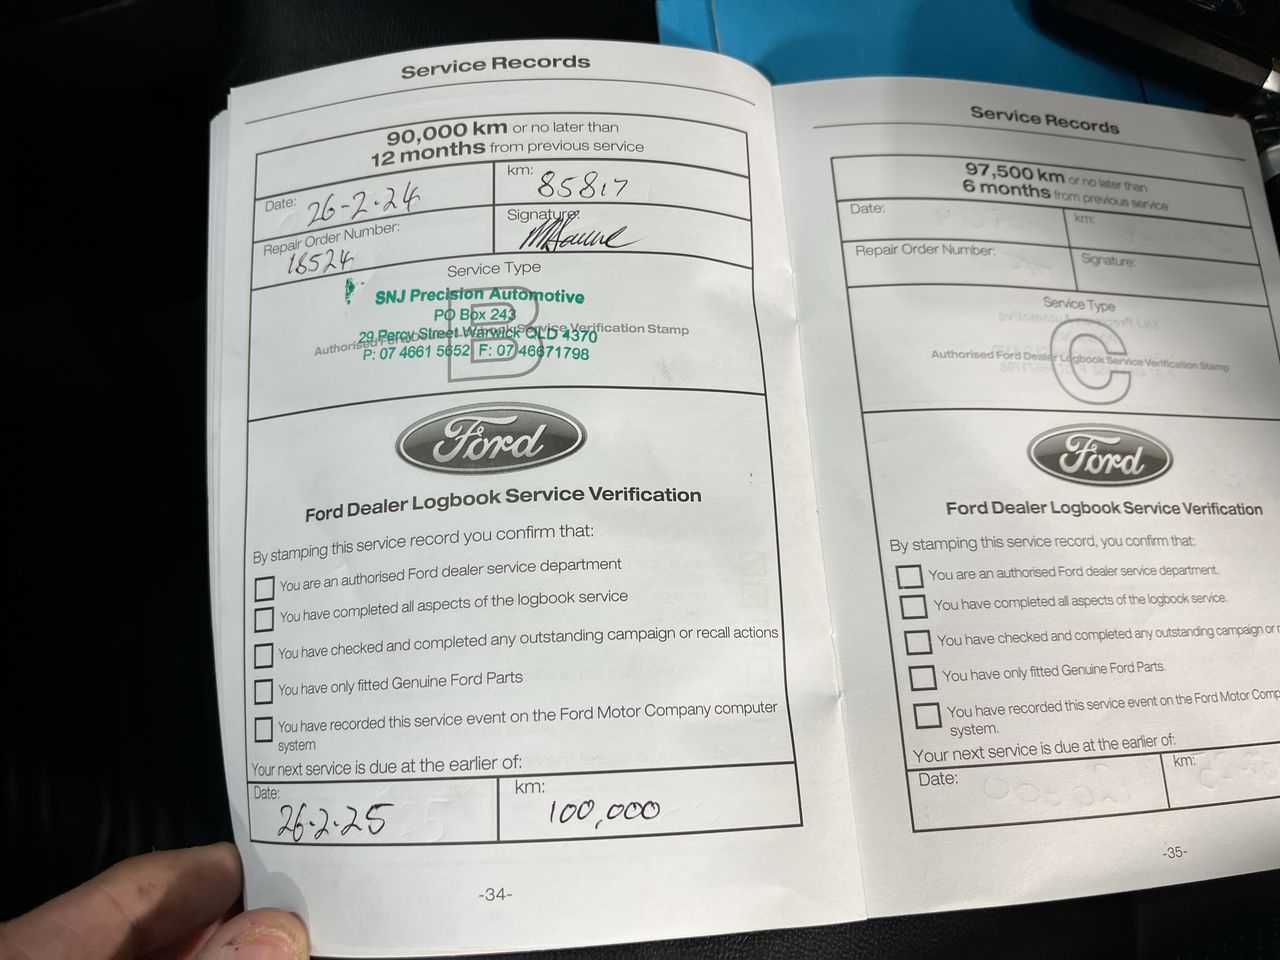 Service Records
90,000 km or no later than
12 months from previous service
Date: 26-2-24
km: 85817
Repair Order Number: 18524
Signature:
Service Type
B
SNJ Precision Automotive
PO Box 243
29 Percy Street Warwick QLD 4370
P: 07 4661 5652 F: 07 46671798
Authorised Ford Dealer Logbook Service Verification Stamp
Ford
Ford Dealer Logbook Service Verification
By stamping this service record you confirm that:
You are an authorised Ford dealer service department
You have completed all aspects of the logbook service
You have checked and completed any outstanding campaign or recall actions
You have only fitted Genuine Ford Parts
You have recorded this service event on the Ford Motor Company computer
system
Your next service is due at the earlier of:
Date: 26.2.25
km: 100,000
-34-
Service Records
97,500 km or no later than
6 months from previous service
Date:
km:
Repair Order Number:
Signature:
Service Type
C
Authorised Ford Dealer Logbook Service Verification Stamp
Ford
Ford Dealer Logbook Service Verification
By stamping this service record, you confirm that:
You are an authorised Ford dealer service department.
You have completed all aspects of the logbook service.
You have checked and completed any outstanding campaign or
You have only fitted Genuine Ford Parts.
You have recorded this service event on the Ford Motor
system.
Your next service is due at the earlier of:
Date:
km:
-35-